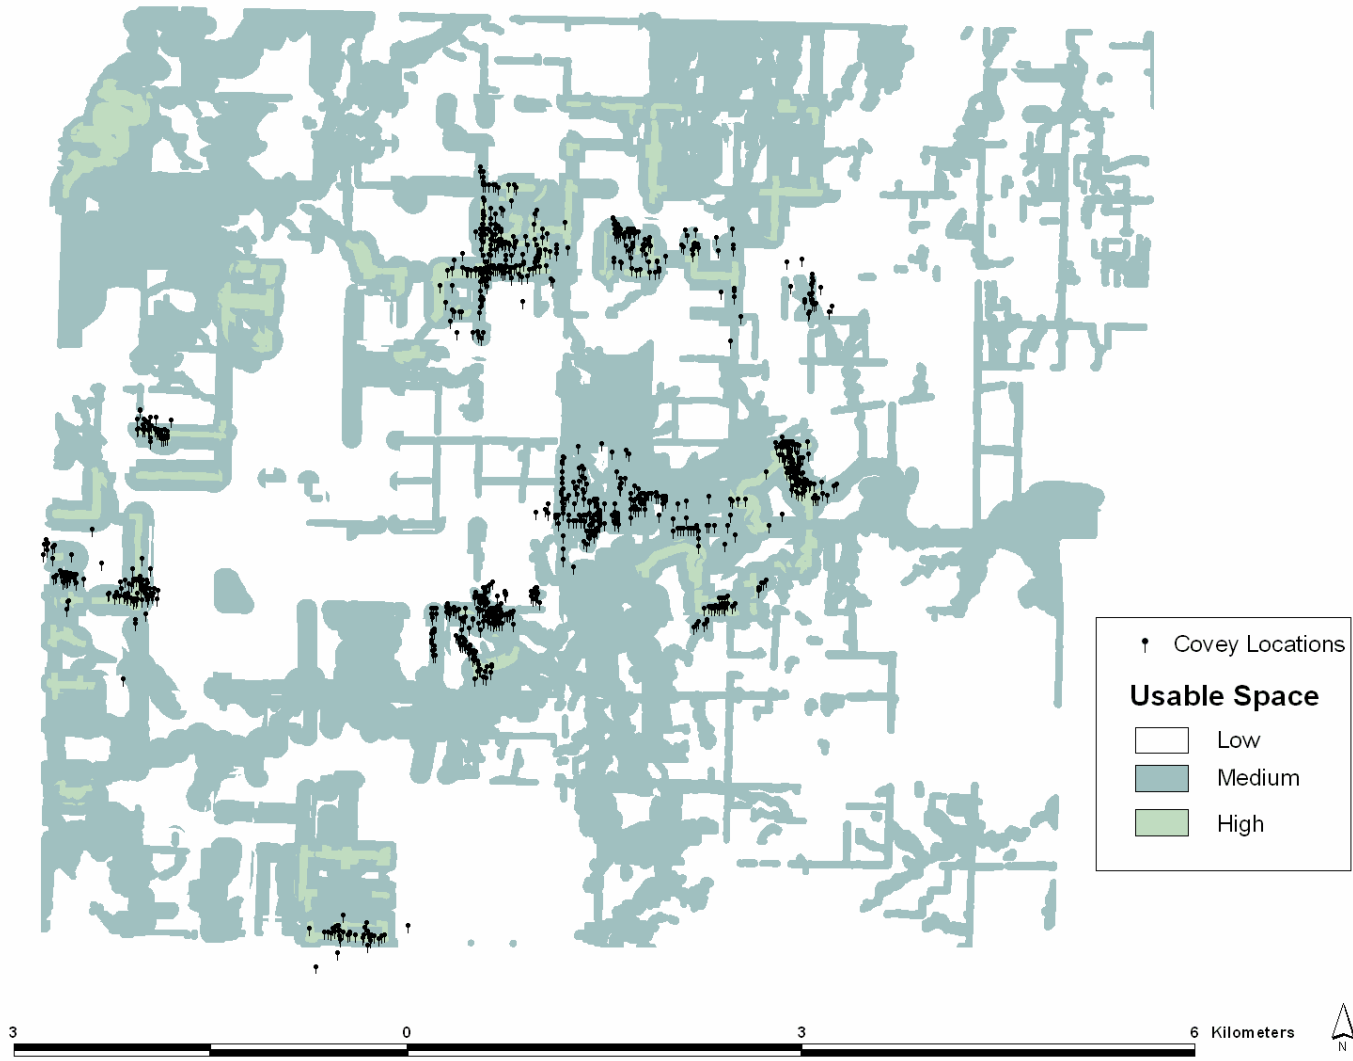 Covey Locations
Usable Space
Low
Medium
High
3 0 3 6 Kilometers
N